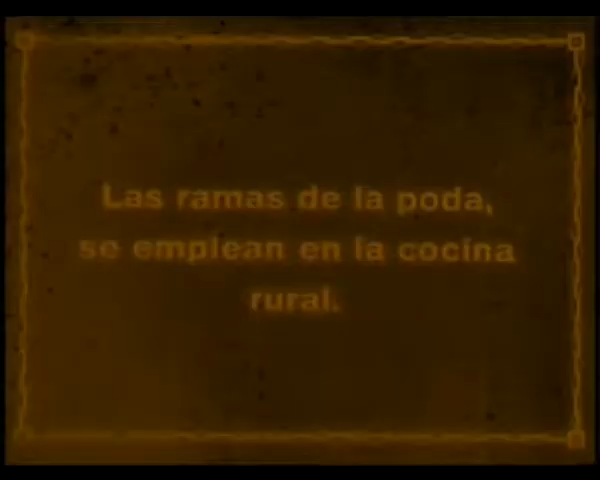 Las ramas de la poda,
se emplean en la cocina
rural.